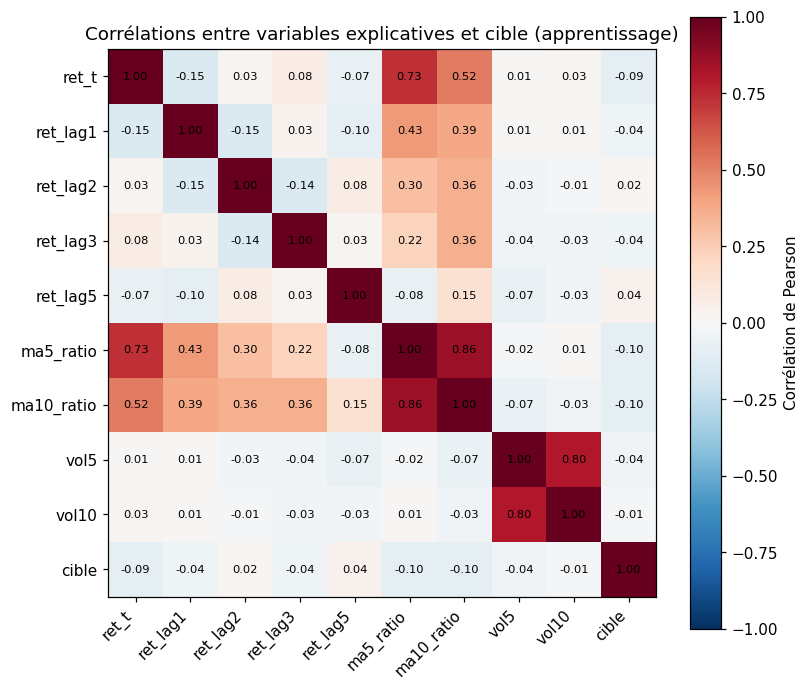 Corrélations entre variables explicatives et cible (apprentissage)
ret_t 1.00 -0.15 0.03 0.08 -0.07 0.73 0.52 0.01 0.03 -0.09
ret_lag1 -0.15 1.00 -0.15 0.03 -0.10 0.43 0.39 0.01 0.01 -0.04
ret_lag2 0.03 -0.15 1.00 -0.14 0.08 0.30 0.36 -0.03 -0.01 0.02
ret_lag3 0.08 0.03 -0.14 1.00 0.03 0.22 0.36 -0.04 -0.03 -0.04
ret_lag5 -0.07 -0.10 0.08 0.03 1.00 -0.08 0.15 -0.07 -0.03 0.04
ma5_ratio 0.73 0.43 0.30 0.22 -0.08 1.00 0.86 -0.02 0.01 -0.10
ma10_ratio 0.52 0.39 0.36 0.36 0.15 0.86 1.00 -0.07 -0.03 -0.10
vol5 0.01 0.01 -0.03 -0.04 -0.07 -0.02 -0.07 1.00 0.80 -0.04
vol10 0.03 0.01 -0.01 -0.03 -0.03 0.01 -0.03 0.80 1.00 -0.01
cible -0.09 -0.04 0.02 -0.04 0.04 -0.10 -0.10 -0.04 -0.01 1.00
ret_t ret_lag1 ret_lag2 ret_lag3 ret_lag5 ma5_ratio ma10_ratio vol5 vol10 cible
1.00
0.75
0.50
0.25
0.00
−0.25
−0.50
−0.75
−1.00
Corrélation de Pearson